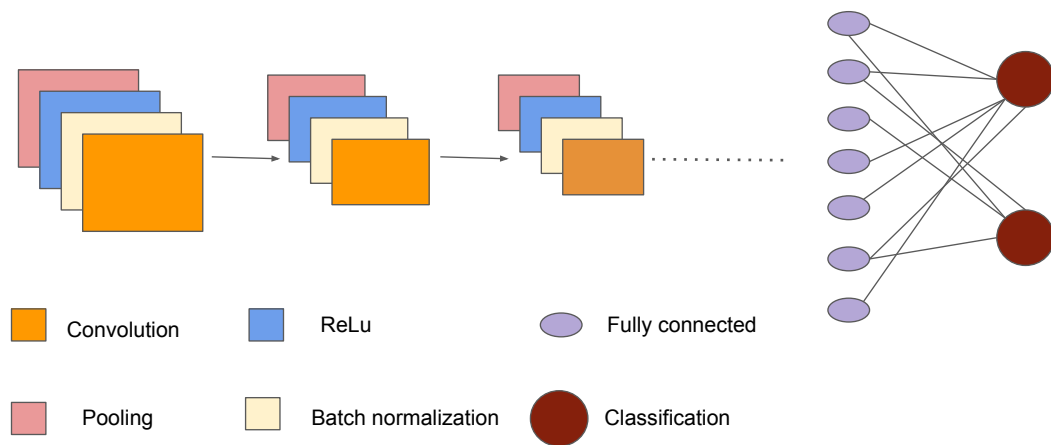 Convolution
ReLu
Fully connected
Pooling
Batch normalization
Classification